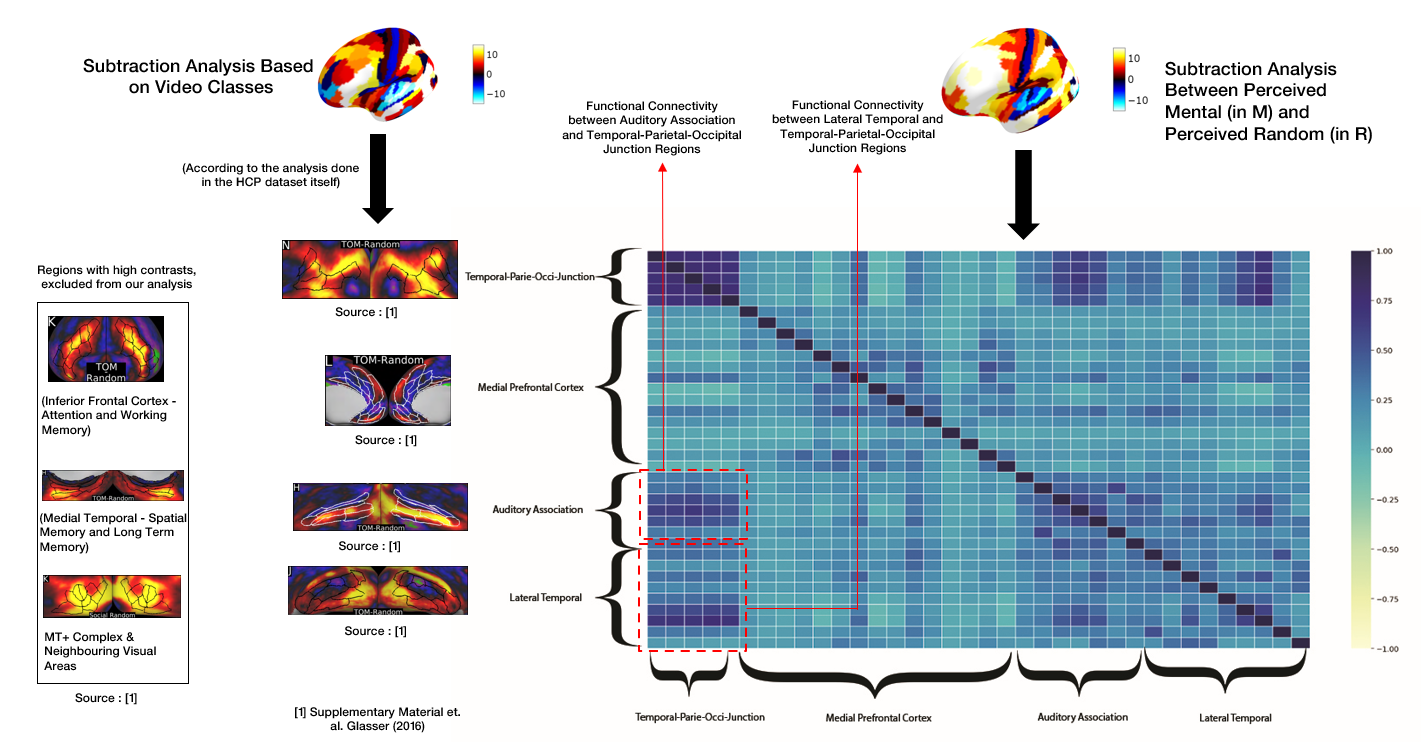 Subtraction Analysis Based
on Video Classes
10
0
−10
Functional Connectivity
between Auditory Association
and Temporal-Parietal-Occipital
Junction Regions
Functional Connectivity
between Lateral Temporal and
Temporal-Parietal-Occipital
Junction Regions
10
0
−10
Subtraction Analysis
Between Perceived
Mental (in M) and
Perceived Random (in R)
(According to the analysis done
in the HCP dataset itself)
Regions with high contrasts,
excluded from our analysis
K
TOM
Random
(Inferior Frontal Cortex -
Attention and Working
Memory)
H
TOM-Random
(Medial Temporal - Spatial
Memory and Long Term
Memory)
K
Social Random
MT+ Complex &
Neighbouring Visual
Areas
Source : [1]
N
TOM-Random
Source : [1]
L
TOM-Random
Source : [1]
H
TOM-Random
Source : [1]
J
TOM-Random
Source : [1]
[1] Supplementary Material et.
al. Glasser (2016)
Temporal-Parie-Occi-Junction
Medial Prefrontal Cortex
Auditory Association
Lateral Temporal
Temporal-Parie-Occi-Junction
Medial Prefrontal Cortex
Auditory Association
Lateral Temporal
1.00
0.75
0.50
0.25
0.00
−0.25
−0.50
−0.75
−1.00